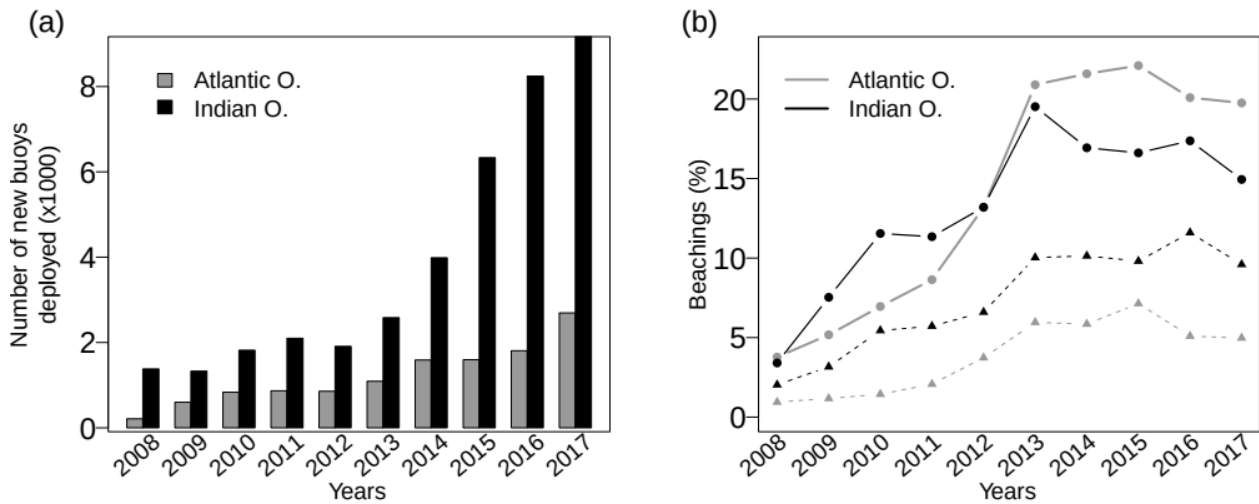 (a)
Number of new buoys
deployed (x1000)
8
6
4
2
0
Atlantic O.
Indian O.
2008
2009
2010
2011
2012
2013
2014
2015
2016
2017
Years
(b)
Beachings (%)
20
15
10
5
0
Atlantic O.
Indian O.
2008
2009
2010
2011
2012
2013
2014
2015
2016
2017
Years